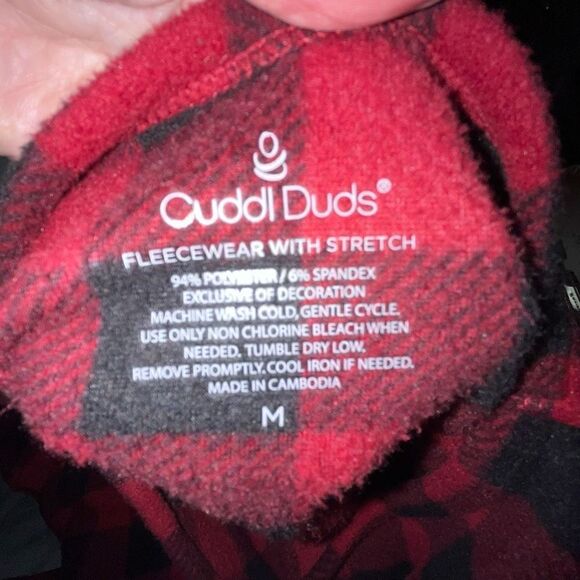 Cuddl Duds®
FLEECEWEAR WITH STRETCH
94% POLYESTER / 6% SPANDEX
EXCLUSIVE OF DECORATION
MACHINE WASH COLD, GENTLE CYCLE.
USE ONLY NON CHLORINE BLEACH WHEN
NEEDED. TUMBLE DRY LOW.
REMOVE PROMPTLY. COOL IRON IF NEEDED.
MADE IN CAMBODIA
M